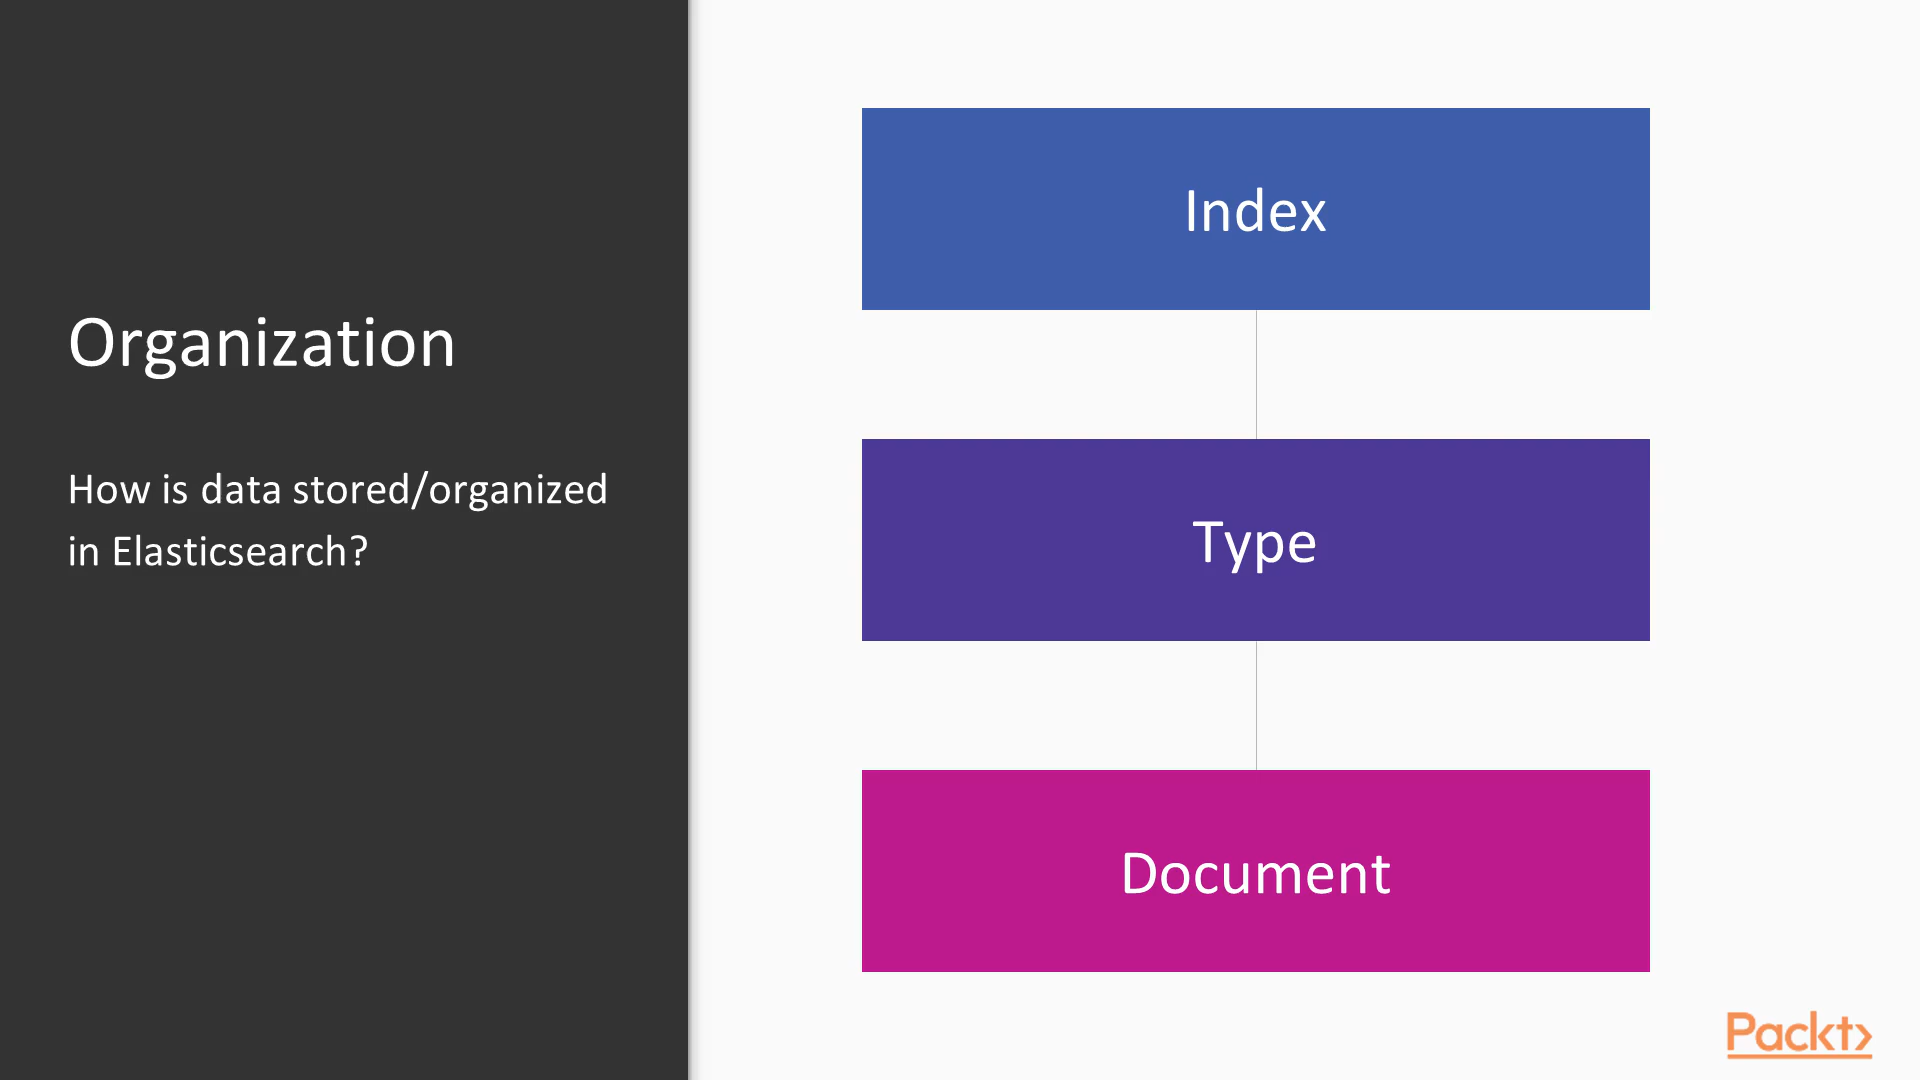 Organization
How is data stored/organized
in Elasticsearch?
Index
Type
Document
Packt>